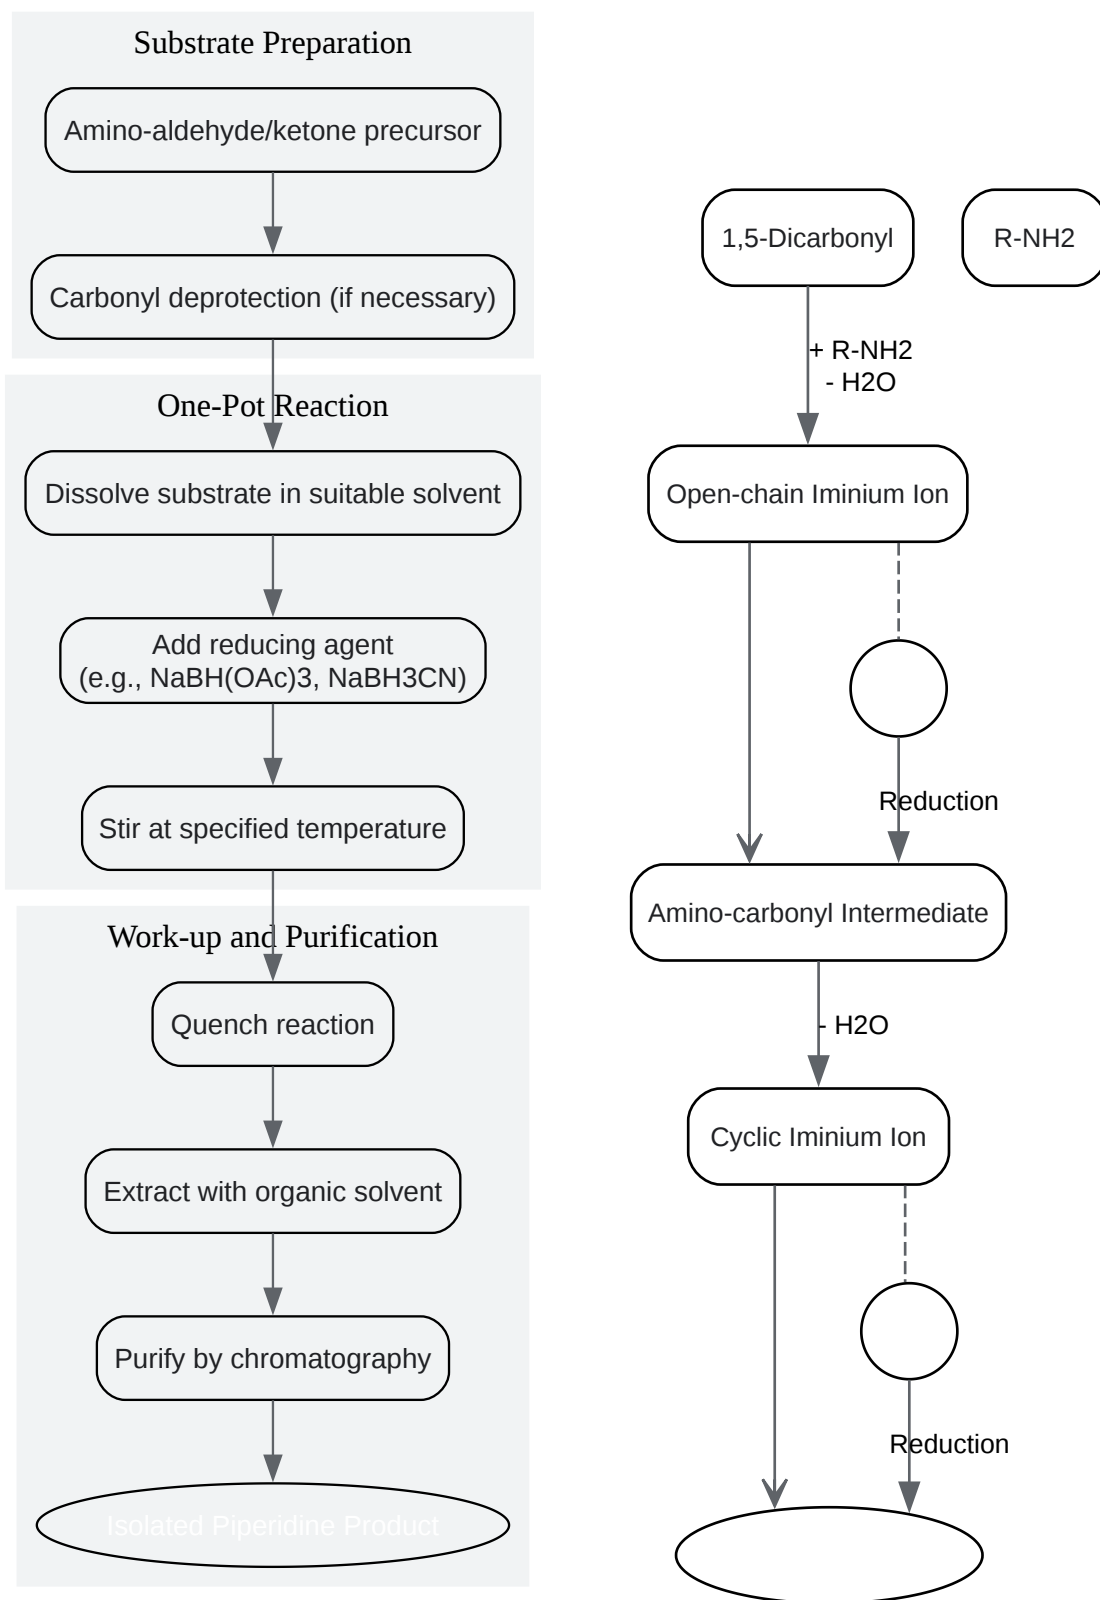 Substrate Preparation
Amino-aldehyde/ketone precursor
Carbonyl deprotection (if necessary)
One-Pot Reaction
Dissolve substrate in suitable solvent
Add reducing agent
(e.g., NaBH(OAc)3, NaBH3CN)
Stir at specified temperature
Work-up and Purification
Quench reaction
Extract with organic solvent
Purify by chromatography
Isolated Piperidine Product
1,5-Dicarbonyl
R-NH2
+ R-NH2
- H2O
Open-chain Iminium Ion
Reduction
Amino-carbonyl Intermediate
- H2O
Cyclic Iminium Ion
Reduction